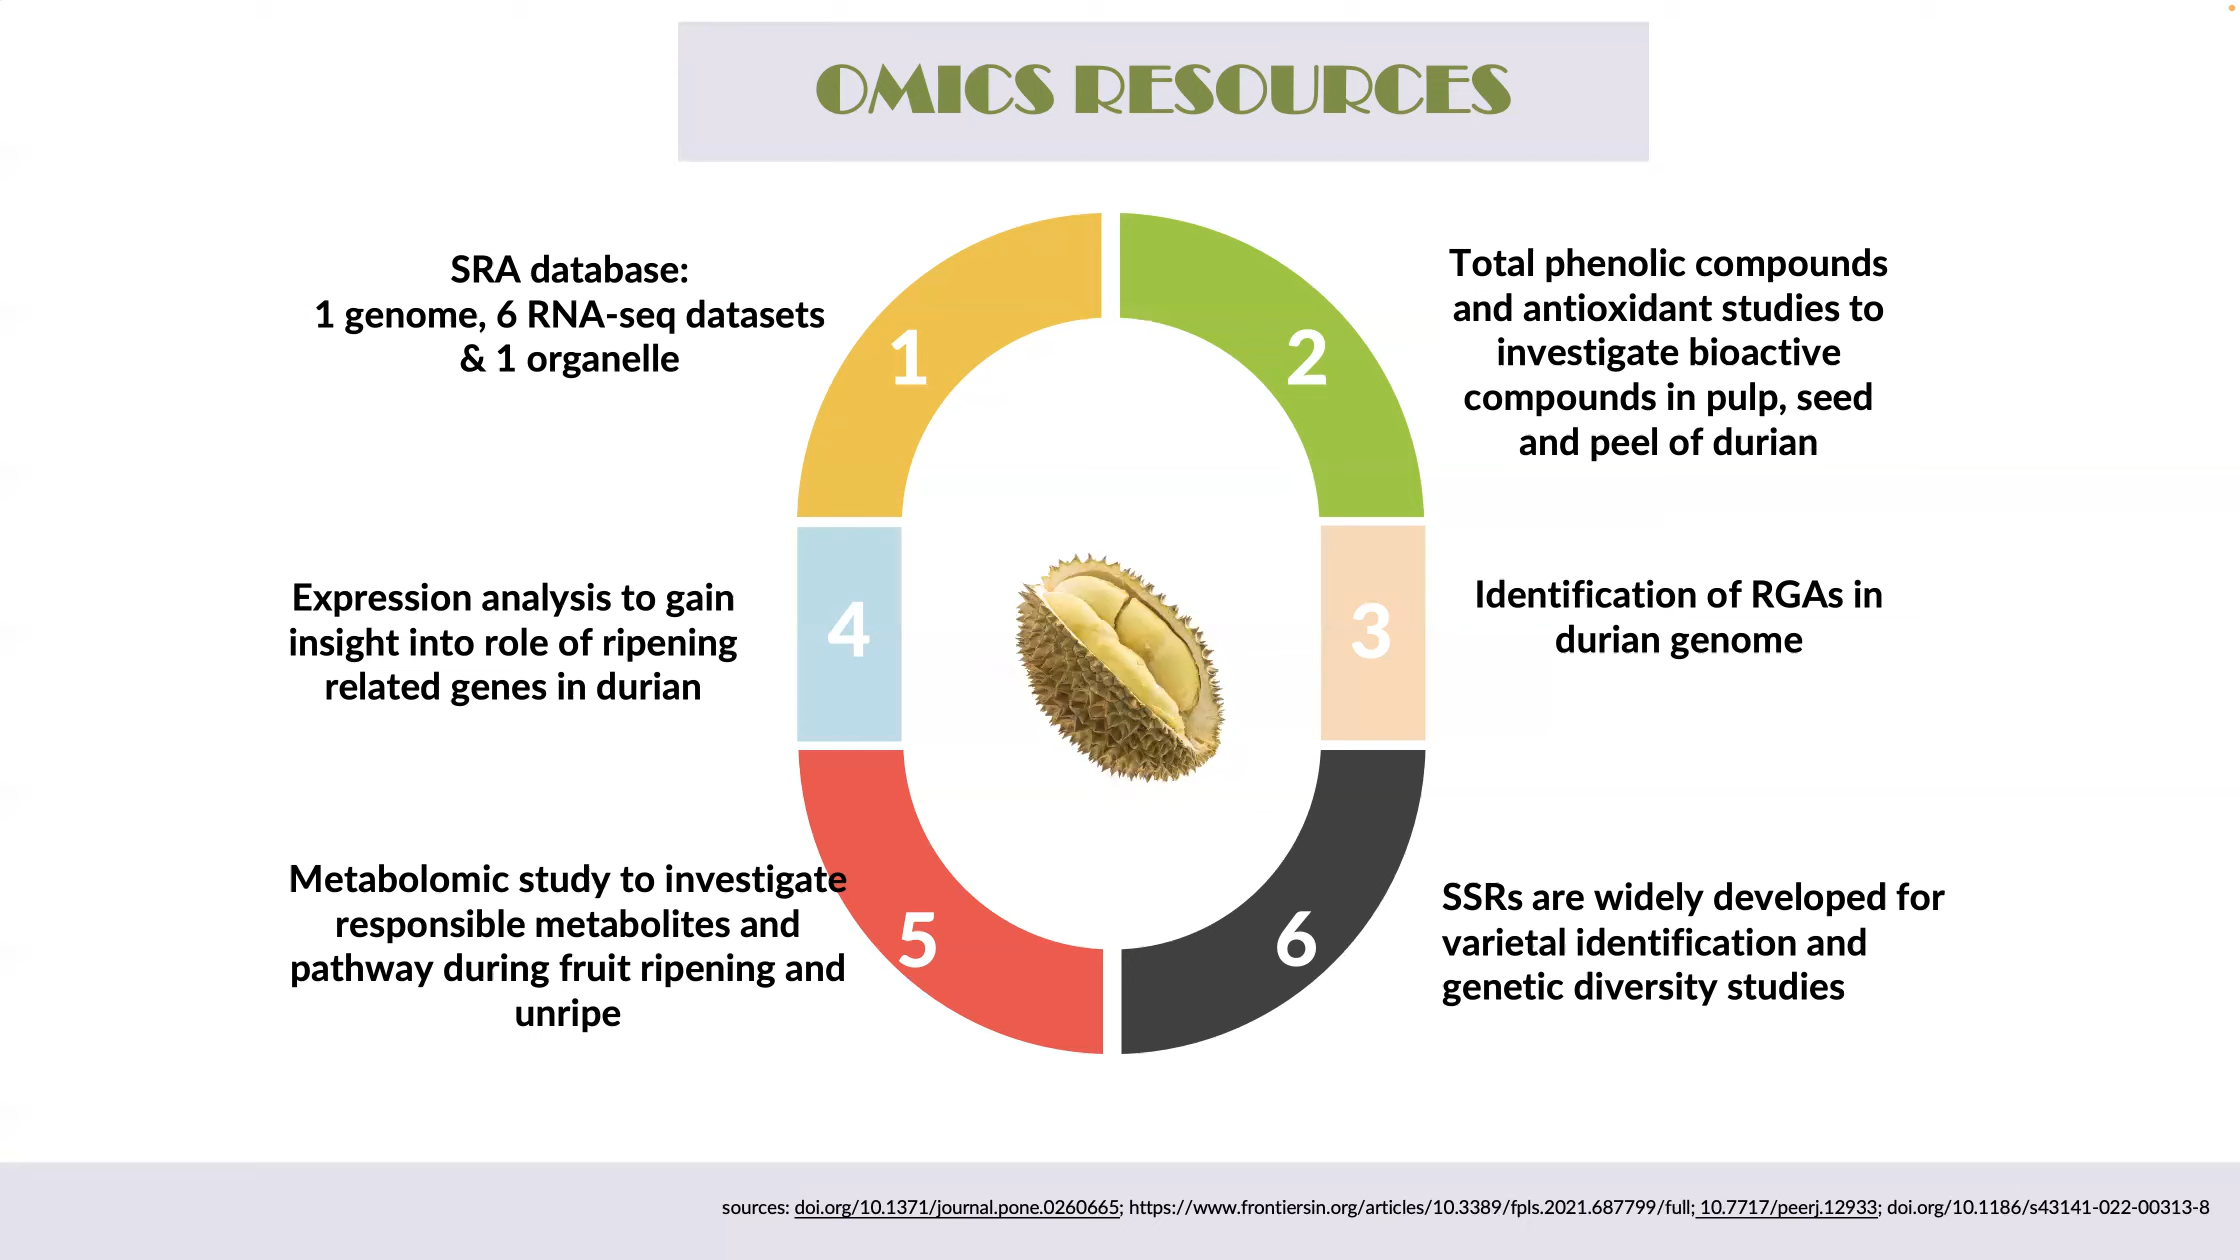 OMICS RESOURCES
SRA database:
1 genome, 6 RNA-seq datasets
& 1 organelle
1
2
Total phenolic compounds
and antioxidant studies to
investigate bioactive
compounds in pulp, seed
and peel of durian
Expression analysis to gain
insight into role of ripening
related genes in durian
4
3
Identification of RGAs in
durian genome
Metabolomic study to investigate
responsible metabolites and
pathway during fruit ripening and
unripe
5
6
SSRs are widely developed for
varietal identification and
genetic diversity studies
sources: doi.org/10.1371/journal.pone.0260665; https://www.frontiersin.org/articles/10.3389/fpls.2021.687799/full; 10.7717/peerj.12933; doi.org/10.1186/s43141-022-00313-8